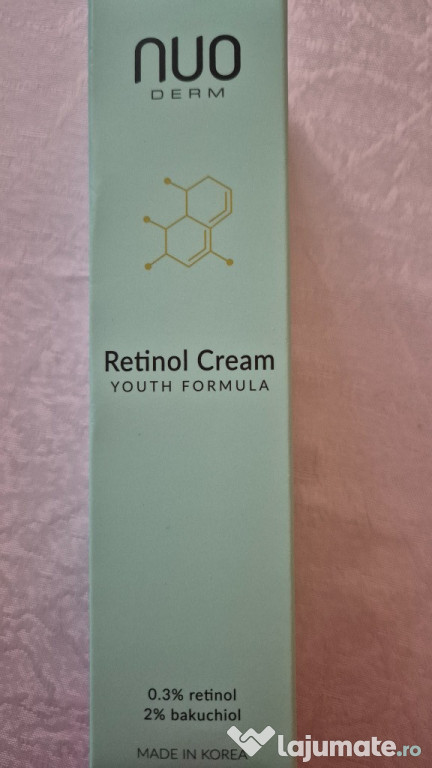 nuo
DERM
Retinol Cream
YOUTH FORMULA
0.3% retinol
2% bakuchiol
MADE IN KOREA
lajumate.ro